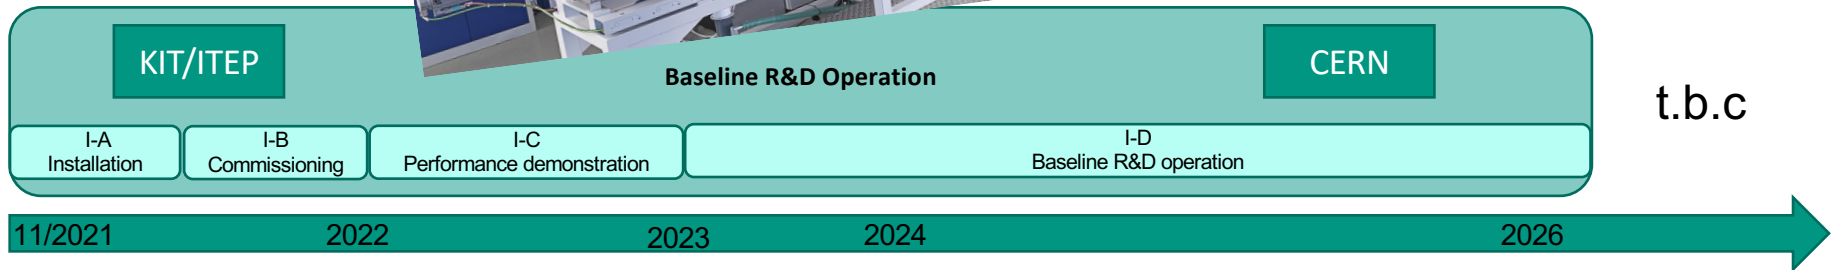 KIT/ITEP
Baseline R&D Operation
CERN
t.b.c
I-A
Installation
I-B
Commissioning
I-C
Performance demonstration
I-D
Baseline R&D operation
11/2021 2022 2023 2024 2026